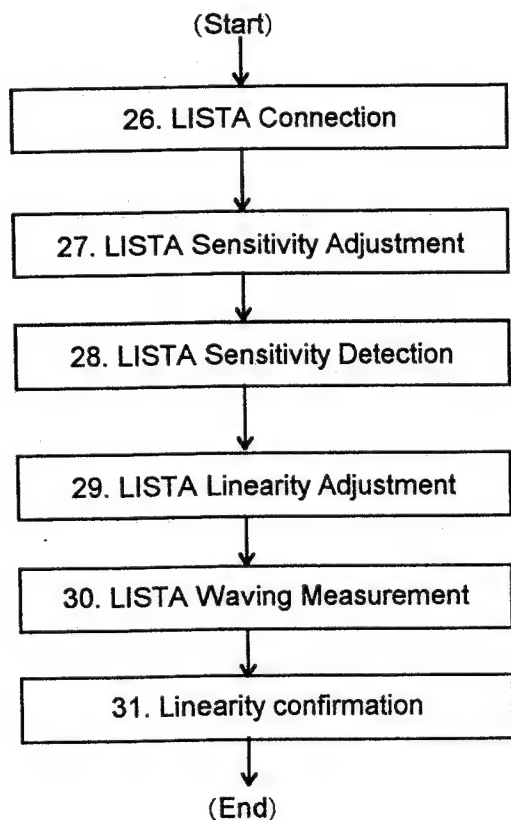 (Start)
26. LISTA Connection
27. LISTA Sensitivity Adjustment
28. LISTA Sensitivity Detection
29. LISTA Linearity Adjustment
30. LISTA Waving Measurement
31. Linearity confirmation
(End)